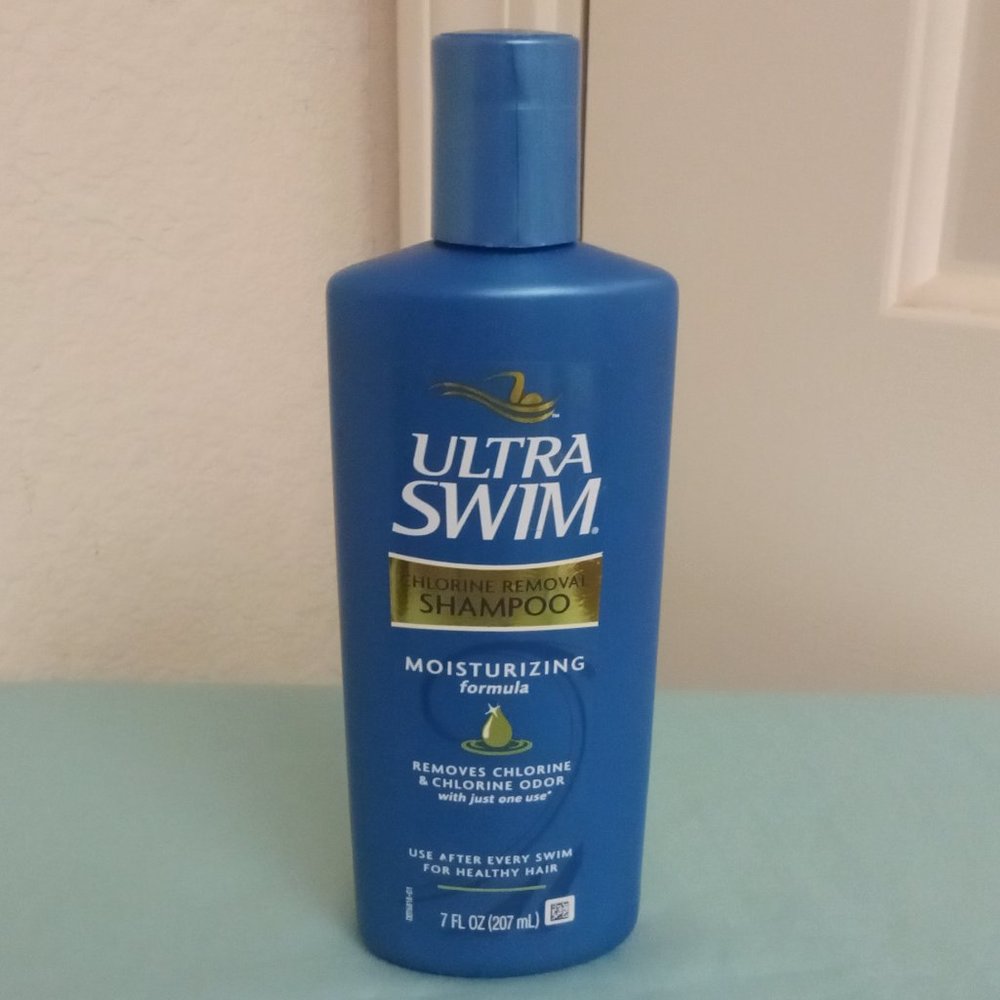 ™
ULTRA
SWIM®
CHLORINE REMOVAL
SHAMPOO
MOISTURIZING
formula
REMOVES CHLORINE
& CHLORINE ODOR
with just one use*
USE AFTER EVERY SWIM
FOR HEALTHY HAIR
7 FL OZ (207 mL)